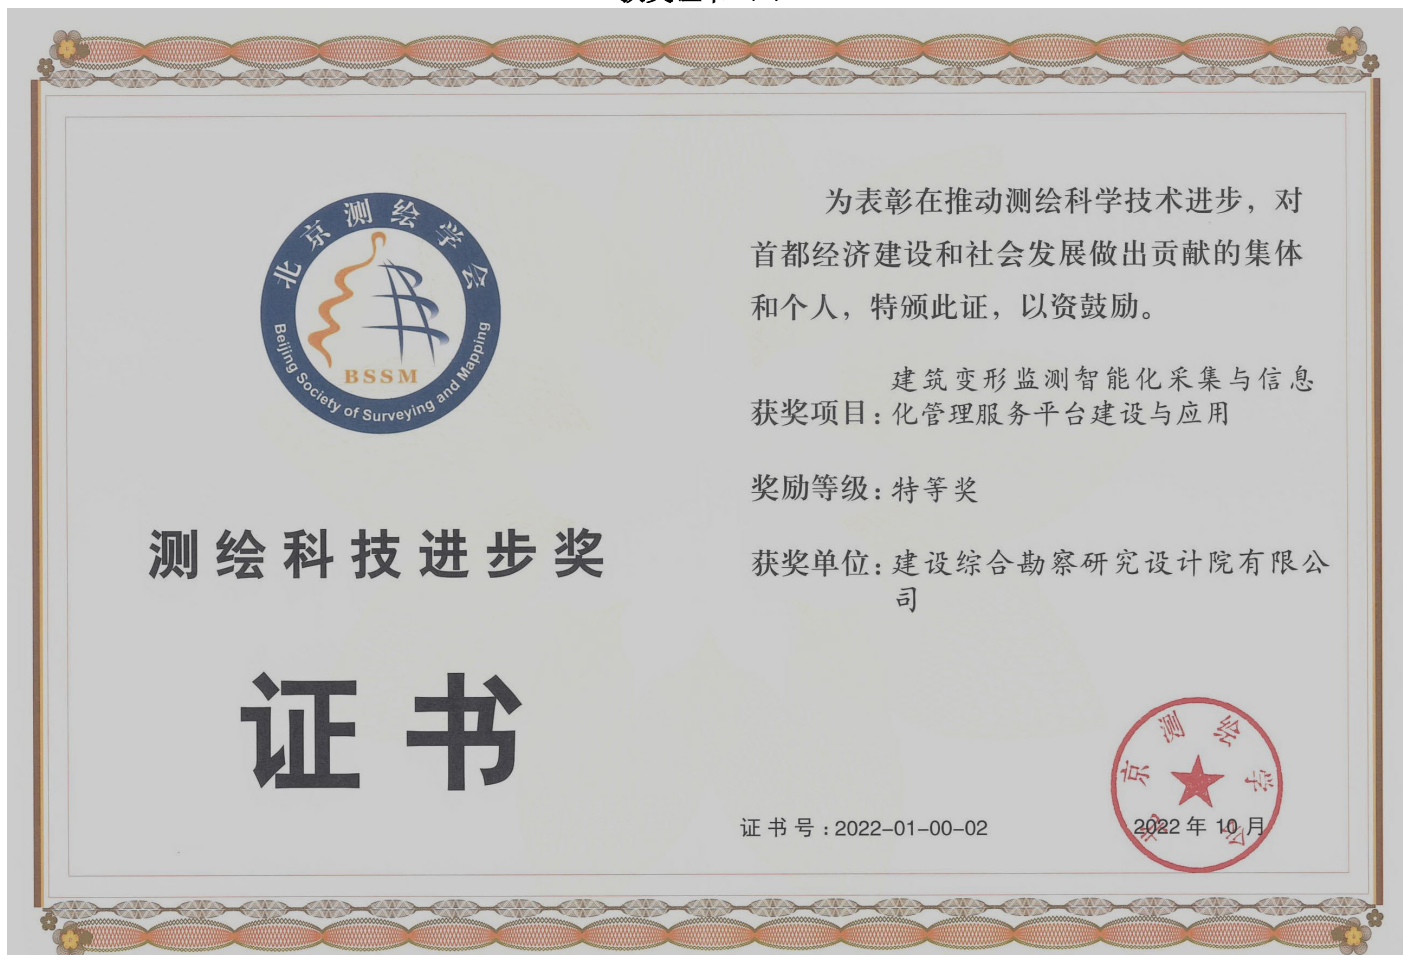 北京测绘学会
BSSM
Beijing Society of Surveying and Mapping
测绘科技进步奖
证书
为表彰在推动测绘科学技术进步，对
首都经济建设和社会发展做出贡献的集体
和个人，特颁此证，以资鼓励。
建筑变形监测智能化采集与信息
获奖项目：化管理服务平台建设与应用
奖励等级：特等奖
获奖单位：建设综合勘察研究设计院有限公
司
证书号：2022-01-00-02
北京测绘学会
2022年10月